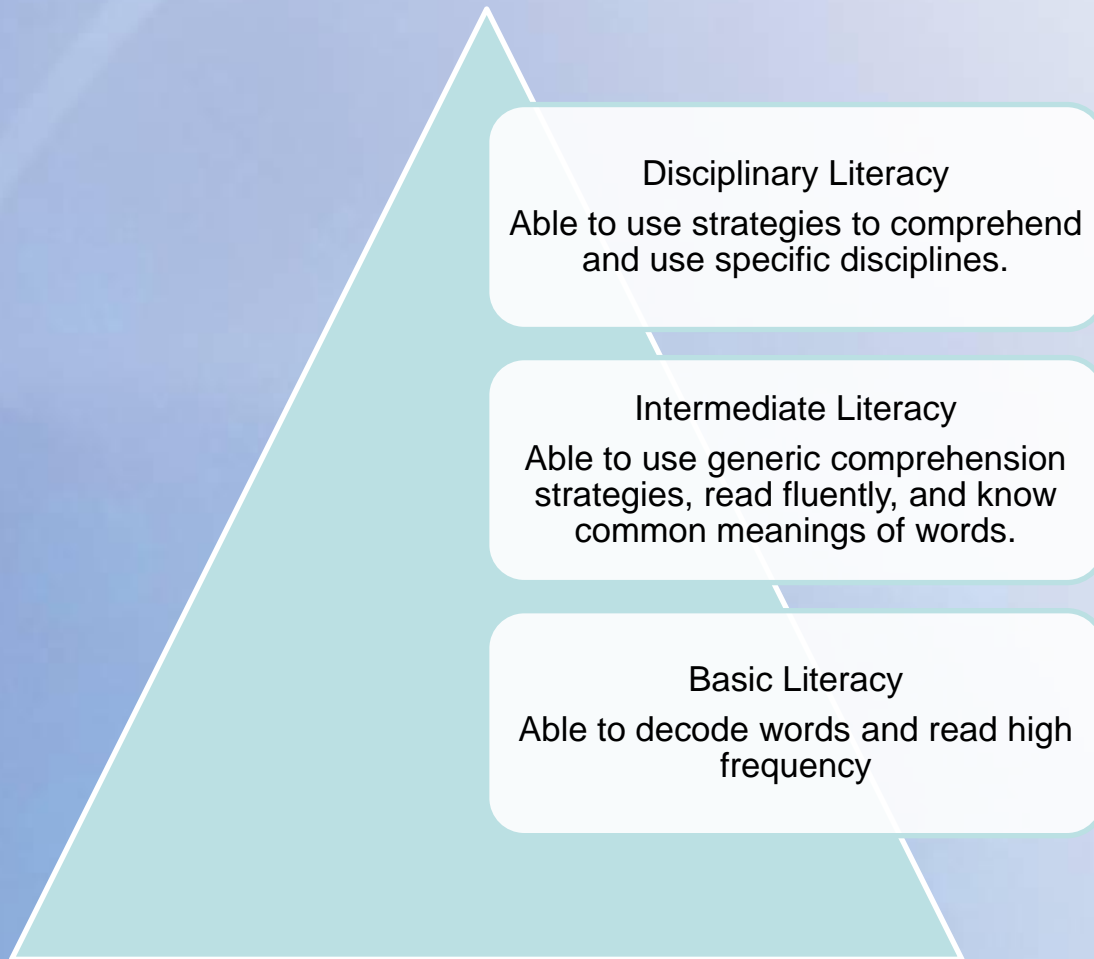 Disciplinary Literacy
Able to use strategies to comprehend
and use specific disciplines.
Intermediate Literacy
Able to use generic comprehension
strategies, read fluently, and know
common meanings of words.
Basic Literacy
Able to decode words and read high
frequency